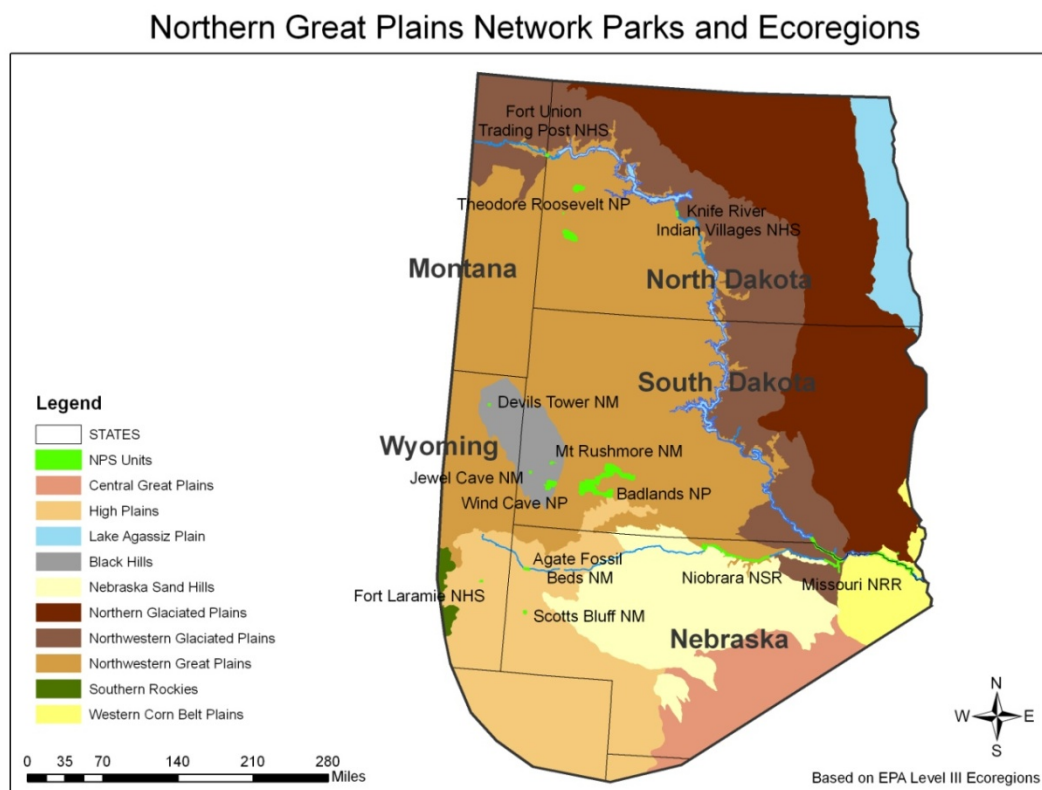 Northern Great Plains Network Parks and Ecoregions
Fort Union
Trading Post NHS
Theodore Roosevelt NP
Knife River
Indian Villages NHS
Montana
North Dakota
South Dakota
Devils Tower NM
Wyoming
Mt Rushmore NM
Jewel Cave NM
Wind Cave NP
Badlands NP
Agate Fossil
Beds NM
Niobrara NSR
Missouri NRR
Fort Laramie NHS
Scotts Bluff NM
Nebraska
Legend
STATES
NPS Units
Central Great Plains
High Plains
Lake Agassiz Plain
Black Hills
Nebraska Sand Hills
Northern Glaciated Plains
Northwestern Glaciated Plains
Northwestern Great Plains
Southern Rockies
Western Corn Belt Plains
0 35 70 140 210 280
Miles
N
W E
S
Based on EPA Level III Ecoregions